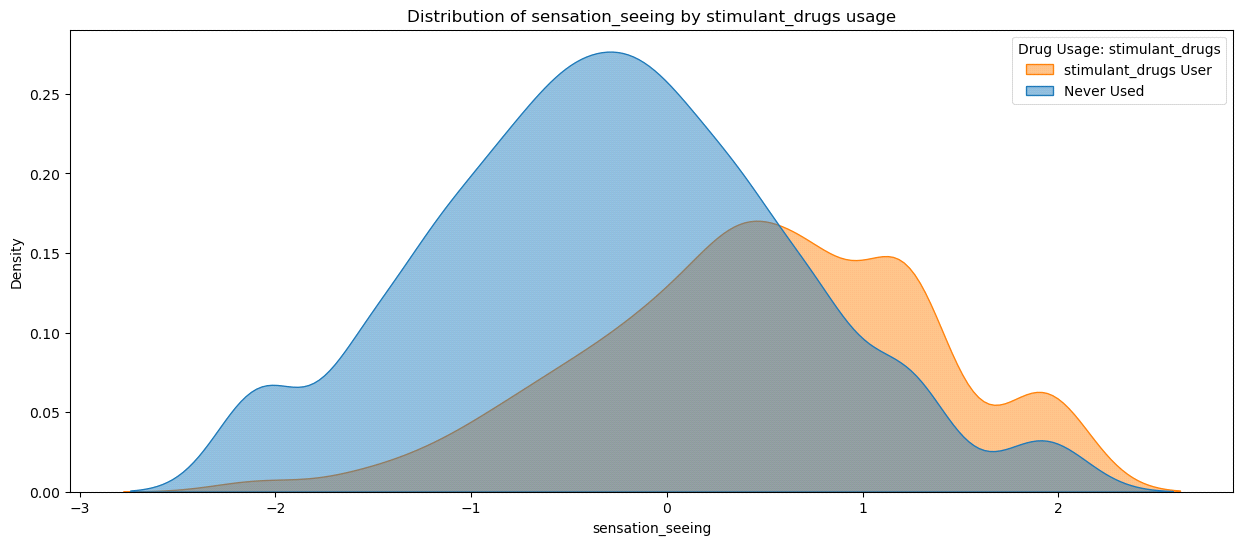 Distribution of sensation_seeing by stimulant_drugs usage
Drug Usage: stimulant_drugs
stimulant_drugs User
Never Used
Density
0.25
0.20
0.15
0.10
0.05
0.00
−3
−2
−1
0
1
2
sensation_seeing